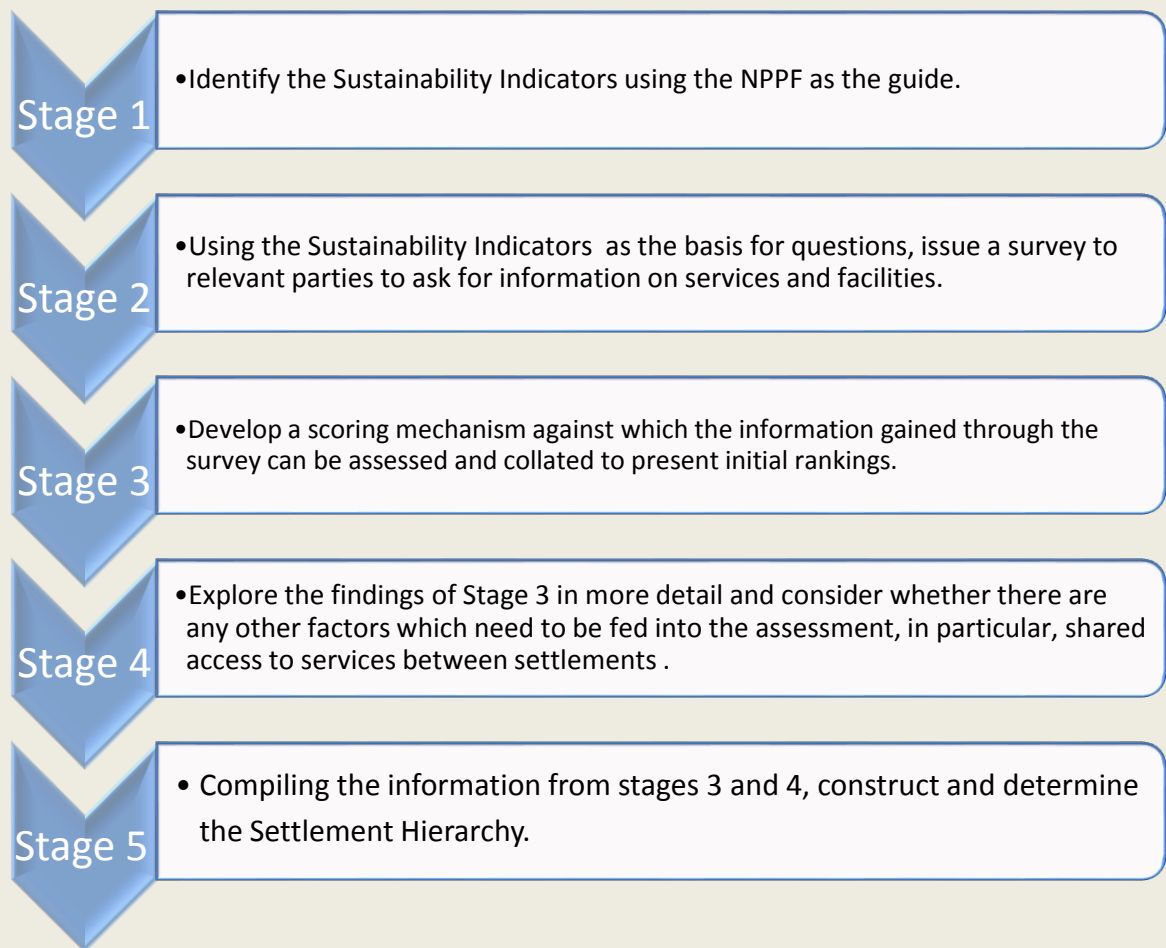 Stage 1
•Identify the Sustainability Indicators using the NPPF as the guide.
Stage 2
•Using the Sustainability Indicators as the basis for questions, issue a survey to
relevant parties to ask for information on services and facilities.
Stage 3
•Develop a scoring mechanism against which the information gained through the
survey can be assessed and collated to present initial rankings.
Stage 4
•Explore the findings of Stage 3 in more detail and consider whether there are
any other factors which need to be fed into the assessment, in particular, shared
access to services between settlements .
Stage 5
• Compiling the information from stages 3 and 4, construct and determine
the Settlement Hierarchy.